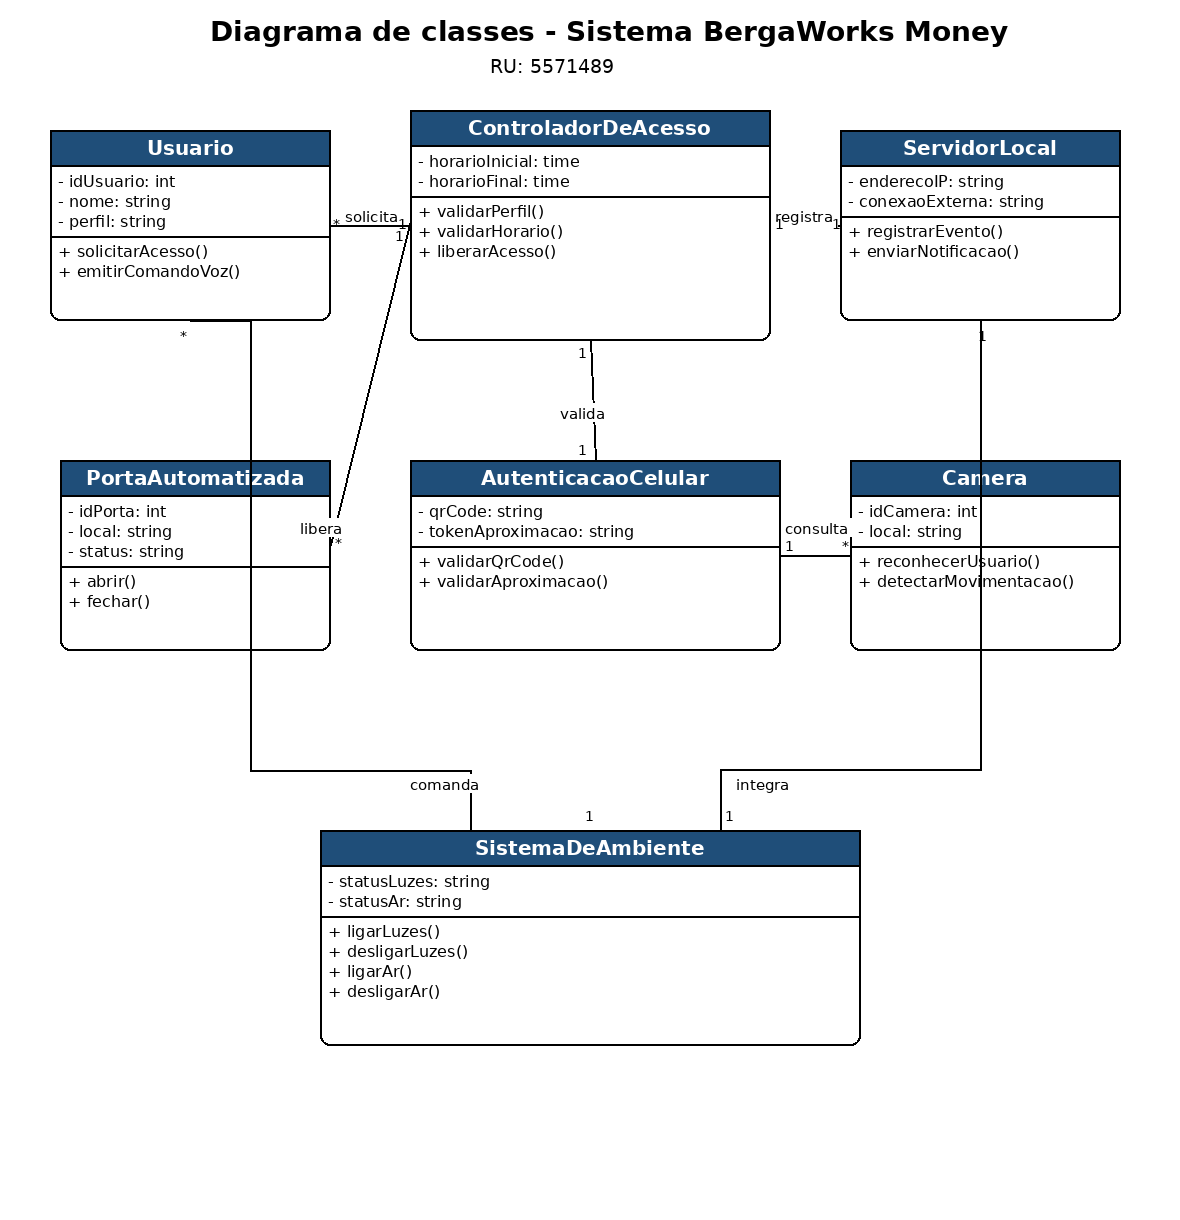 Diagrama de classes - Sistema BergaWorks Money
RU: 5571489
Usuario
- idUsuario: int
- nome: string
- perfil: string
+ solicitarAcesso()
+ emitirComandoVoz()
*
* solicita 1
1
ControladorDeAcesso
- horarioInicial: time
- horarioFinal: time
+ validarPerfil()
+ validarHorario()
+ liberarAcesso()
registra
1 1
ServidorLocal
- enderecoIP: string
- conexaoExterna: string
+ registrarEvento()
+ enviarNotificacao()
1
1
valida
1
PortaAutomatizada
- idPorta: int
- local: string
- status: string
+ abrir()
+ fechar()
libera
*
AutenticacaoCelular
- qrCode: string
- tokenAproximacao: string
+ validarQrCode()
+ validarAproximacao()
consulta
1 *
Camera
- idCamera: int
- local: string
+ reconhecerUsuario()
+ detectarMovimentacao()
comanda
integra
1
1
SistemaDeAmbiente
- statusLuzes: string
- statusAr: string
+ ligarLuzes()
+ desligarLuzes()
+ ligarAr()
+ desligarAr()